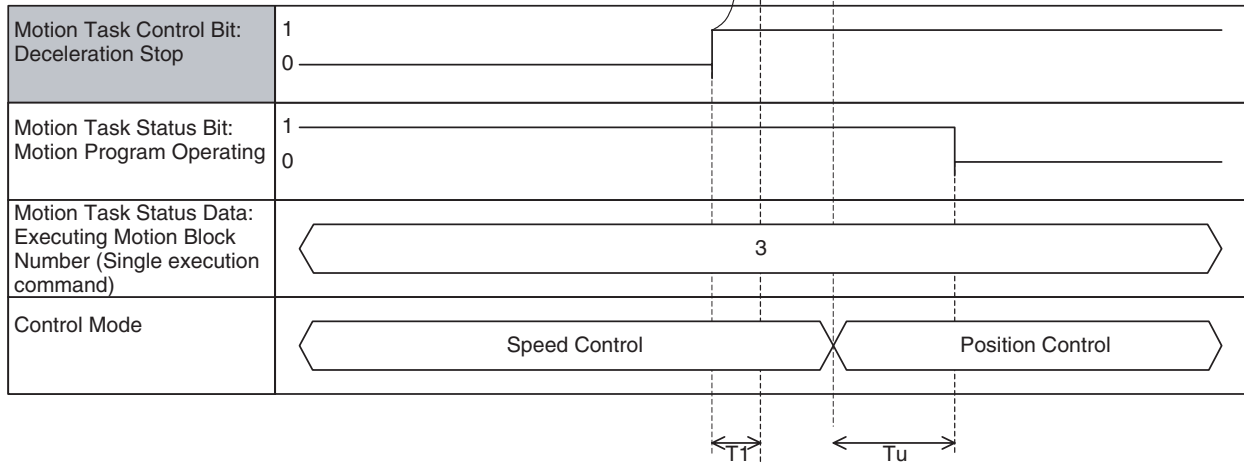 Motion Task Control Bit:
Deceleration Stop
1
0
Motion Task Status Bit:
Motion Program Operating
1
0
Motion Task Status Data:
Executing Motion Block
Number (Single execution
command)
3
Control Mode
Speed Control
Position Control
T1
Tu